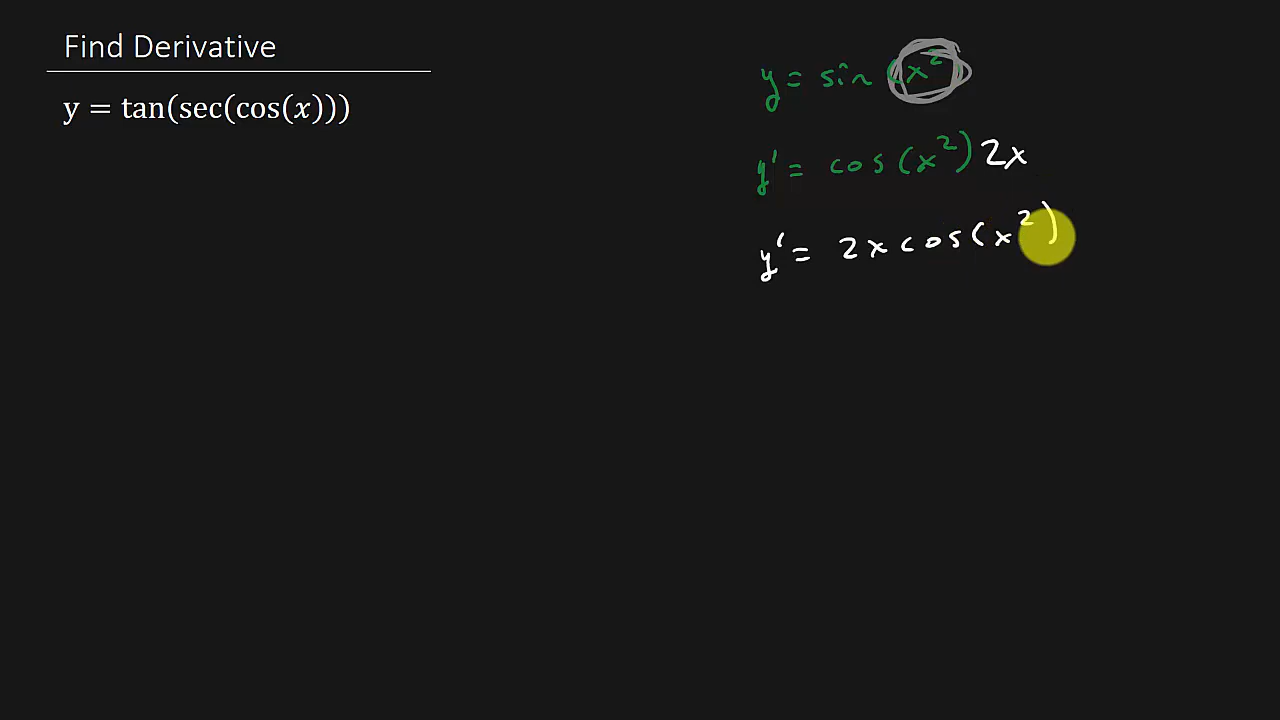 Find Derivative
y = tan(sec(cos(x)))
y = sin(x²)
y' = cos(x²) 2x
y' = 2x cos(x²)